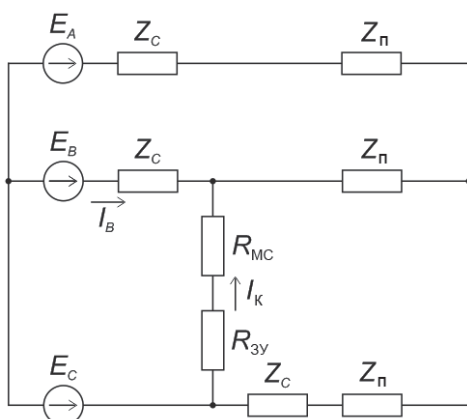 E_A Z_C Z_П
E_B Z_C Z_П
I_B
R_МС
I_К
R_ЗУ
E_C Z_C Z_П